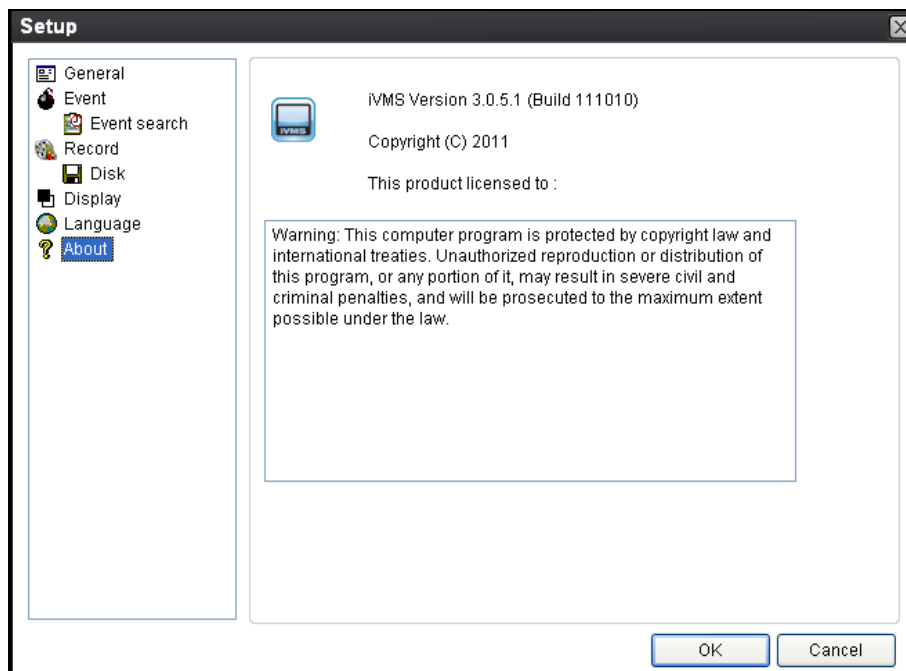 Setup
General
Event
Event search
Record
Disk
Display
Language
About
iVMS
iVMS Version 3.0.5.1 (Build 111010)
Copyright (C) 2011
This product licensed to :
Warning: This computer program is protected by copyright law and
international treaties. Unauthorized reproduction or distribution of
this program, or any portion of it, may result in severe civil and
criminal penalties, and will be prosecuted to the maximum extent
possible under the law.
OK
Cancel